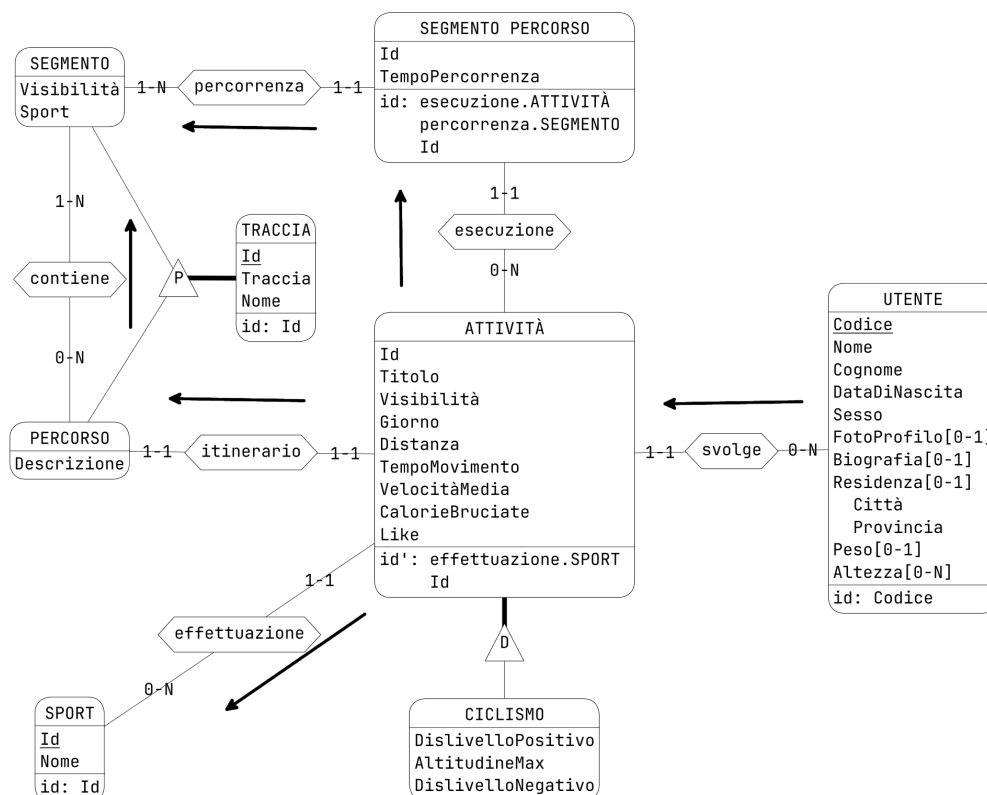 SEGMENTO PERCORSO
Id
TempoPercorrenza
id: esecuzione.ATTIVITÀ
percorrenza.SEGMENTO
Id
SEGMENTO
Visibilità
Sport
1-N
percorrenza
1-1
1-1
esecuzione
0-N
1-N
contiene
0-N
P
TRACCIA
Id
Traccia
Nome
id: Id
ATTIVITÀ
Id
Titolo
Visibilità
Giorno
Distanza
TempoMovimento
VelocitàMedia
CalorieBruciate
Like
id': effettuazione.SPORT
Id
UTENTE
Codice
Nome
Cognome
DataDiNascita
Sesso
FotoProfilo[0-1]
Biografia[0-1]
Residenza[0-1]
Città
Provincia
Peso[0-1]
Altezza[0-N]
id: Codice
1-1
svolge
0-N
PERCORSO
Descrizione
1-1
itinerario
1-1
1-1
effettuazione
0-N
D
SPORT
Id
Nome
id: Id
CICLISMO
DislivelloPositivo
AltitudineMax
DislivelloNegativo